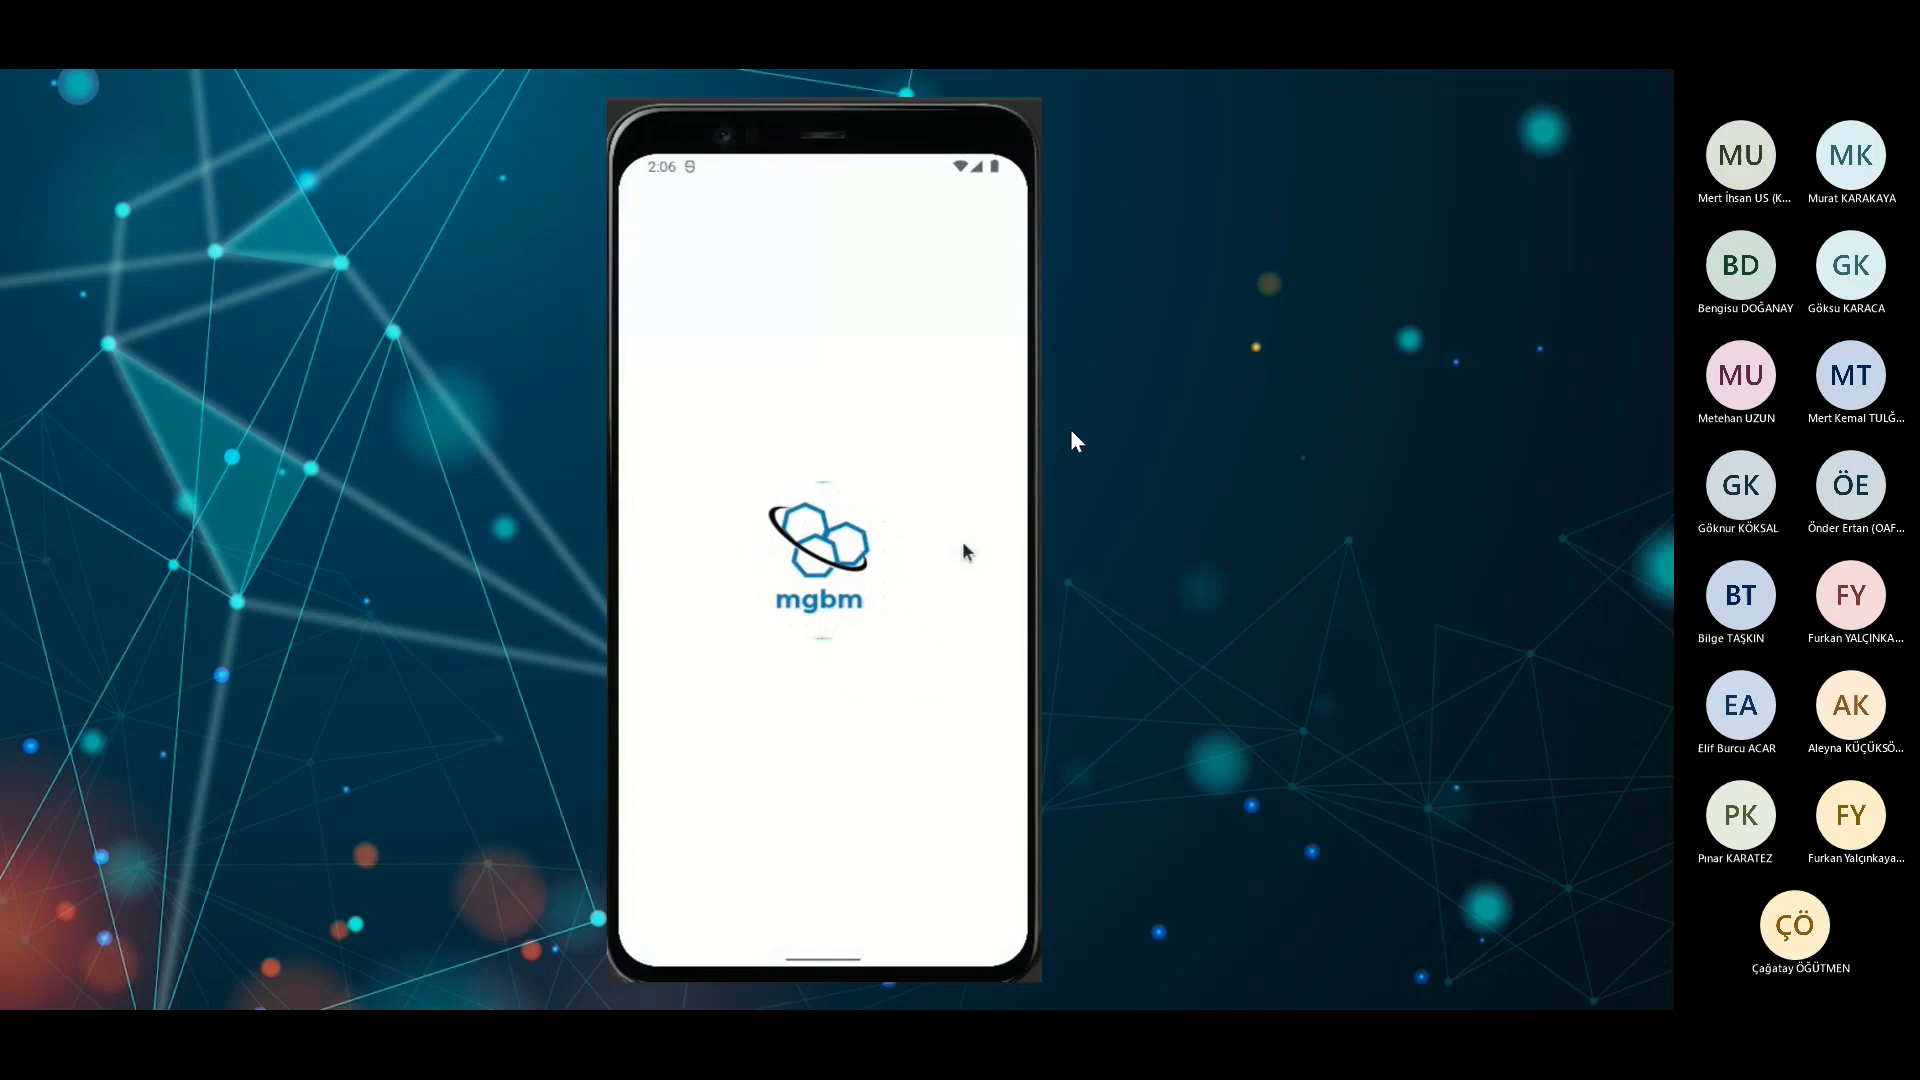 2:06
mgbm
MU
Mert İhsan US (K...
MK
Murat KARAKAYA
BD
Bengisu DOĞANAY
GK
Göksu KARACA
MU
Metehan UZUN
MT
Mert Kemal TULĞ...
GK
Göknur KÖKSAL
ÖE
Önder Ertan (OAF...
BT
Bilge TAŞKIN
FY
Furkan YALÇINKA...
EA
Elif Burcu ACAR
AK
Aleyna KÜÇÜKSÖ...
PK
Pınar KARATEZ
FY
Furkan Yalçınkaya...
ÇÖ
Çağatay ÖĞÜTMEN